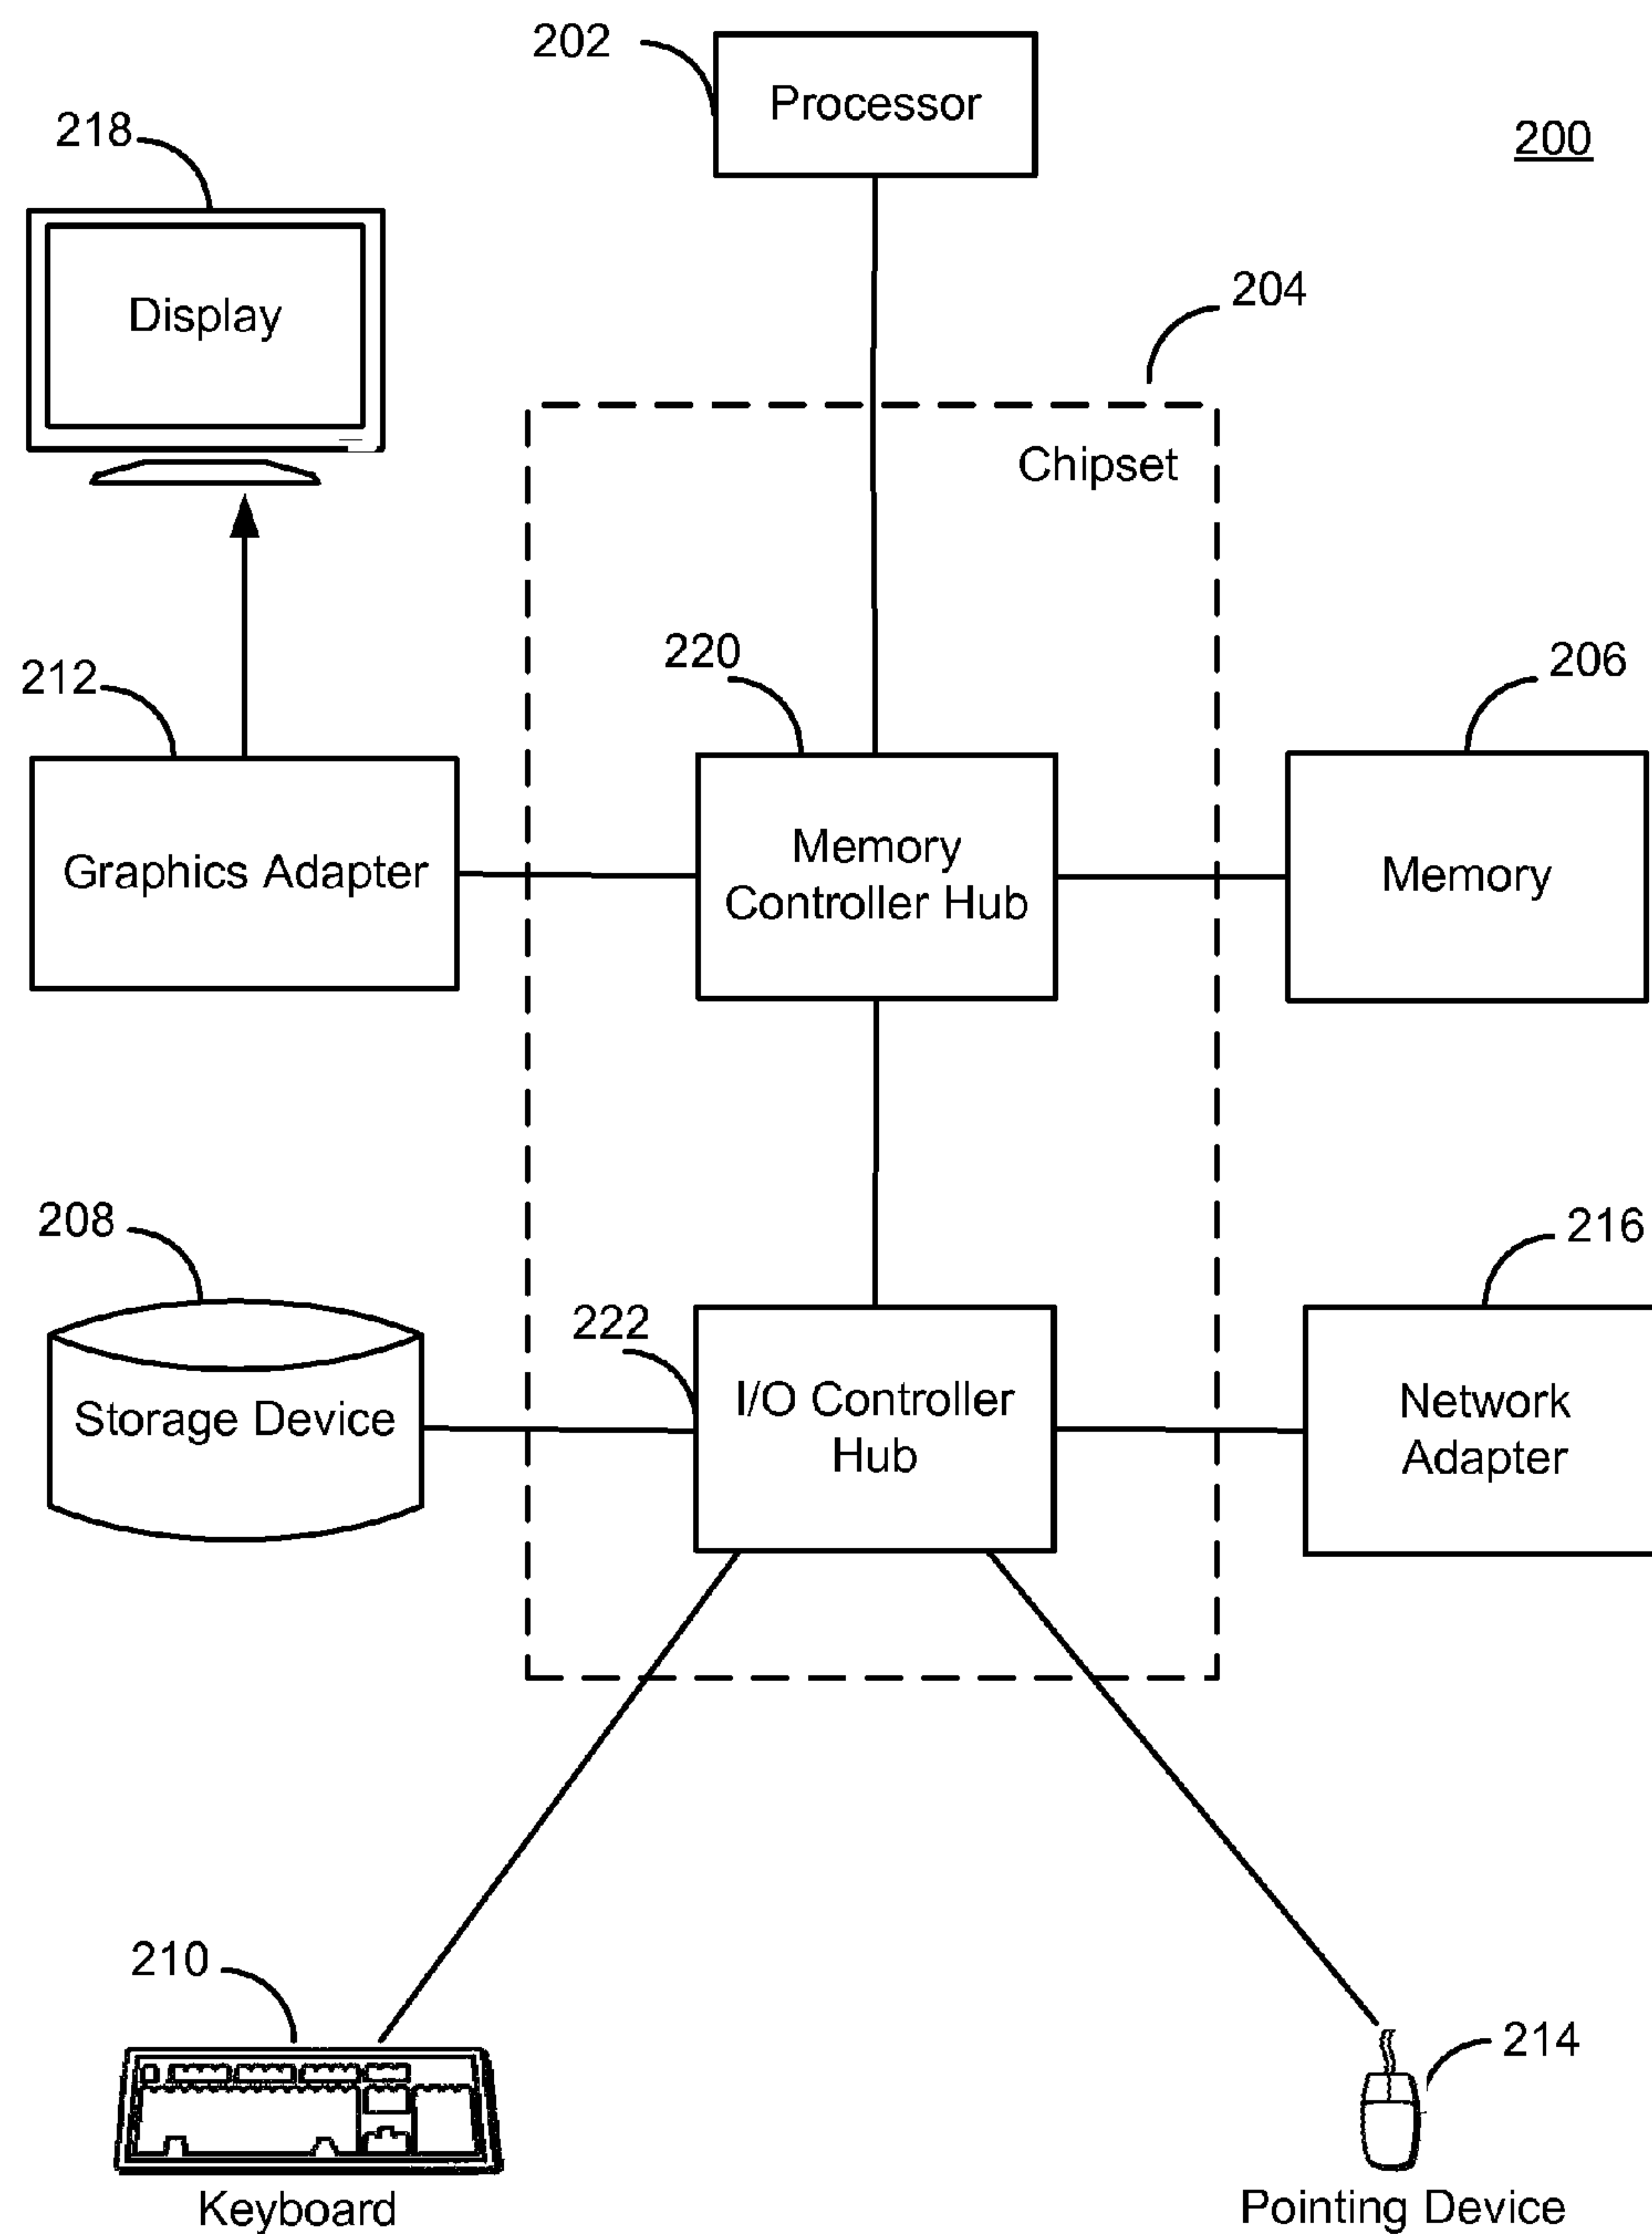 202
Processor
200
218
Display
204
Chipset
212
220
206
Graphics Adapter
Memory
Controller Hub
Memory
208
222
216
Storage Device
I/O Controller
Hub
Network
Adapter
210
214
Keyboard
Pointing Device